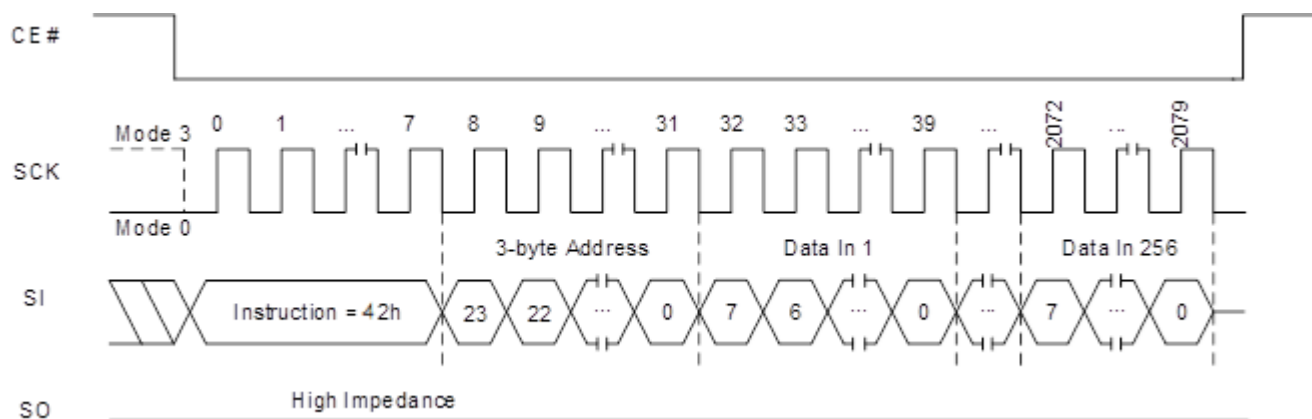 CE#
Mode 3 0 1 ... 7 8 9 ... 31 32 33 ... 39 ... 2072 ... 2079
SCK
Mode 0
3-byte Address Data In 1 Data In 256
SI Instruction = 42h 23 22 ... 0 7 6 ... 0 ... 7 ... 0
High Impedance
SO